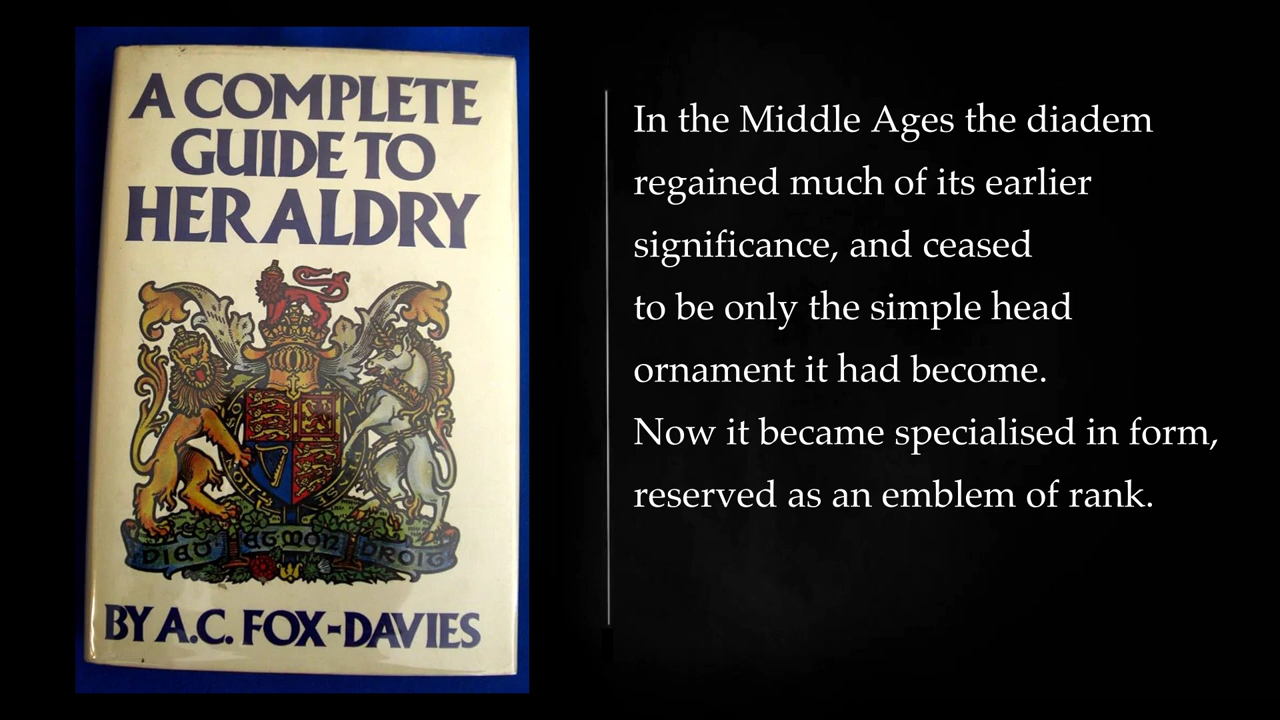 A COMPLETE
GUIDE TO
HERALDRY
DIEU ET MON DROIT
BY A.C. FOX-DAVIES
In the Middle Ages the diadem
regained much of its earlier
significance, and ceased
to be only the simple head
ornament it had become.
Now it became specialised in form,
reserved as an emblem of rank.